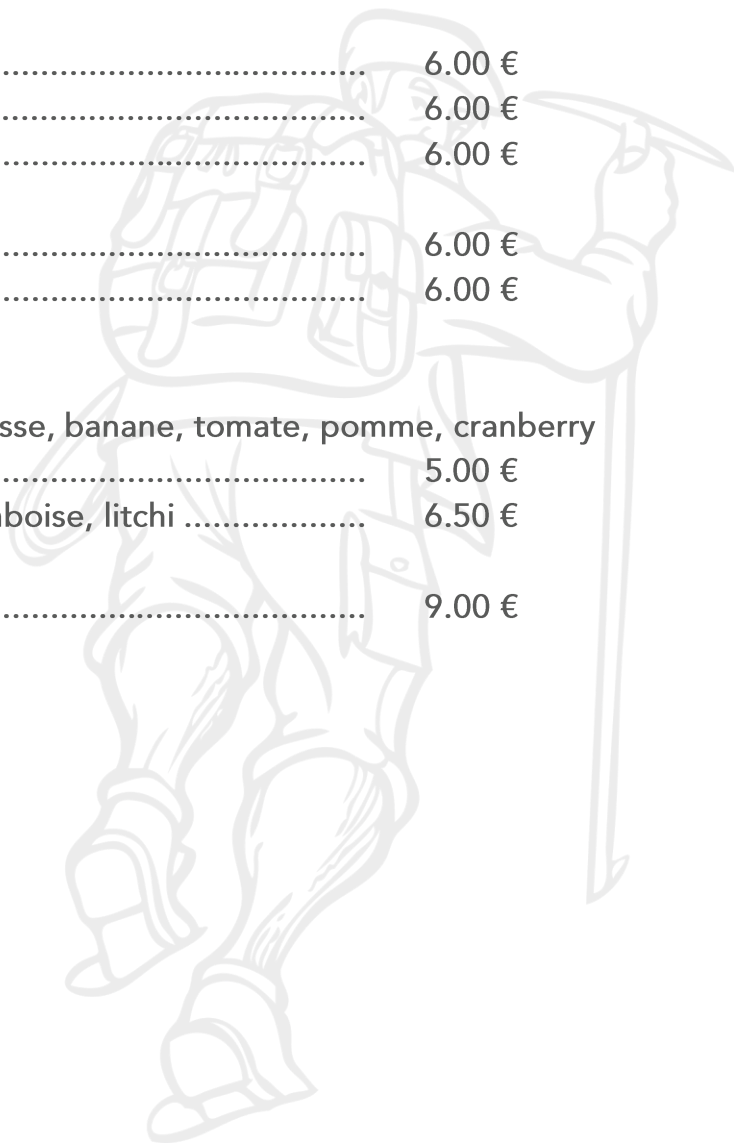 ..................................... 6.00 €
..................................... 6.00 €
..................................... 6.00 €
..................................... 6.00 €
..................................... 6.00 €
sse, banane, tomate, pomme, cranberry
..................................... 5.00 €
boise, litchi ................... 6.50 €
..................................... 9.00 €